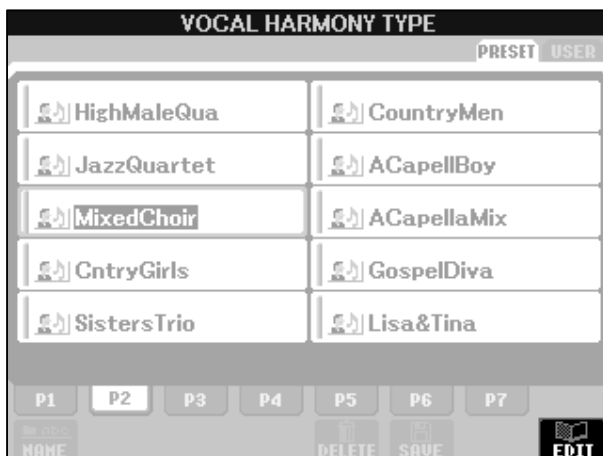 VOCAL HARMONY TYPE
PRESET USER
HighMaleQua CountryMen
JazzQuartet ACapellBoy
MixedChoir ACapellaMix
CntryGirls GospelDiva
SistersTrio Lisa&Tina
P1 P2 P3 P4 P5 P6 P7
NAME DELETE SAVE EDIT